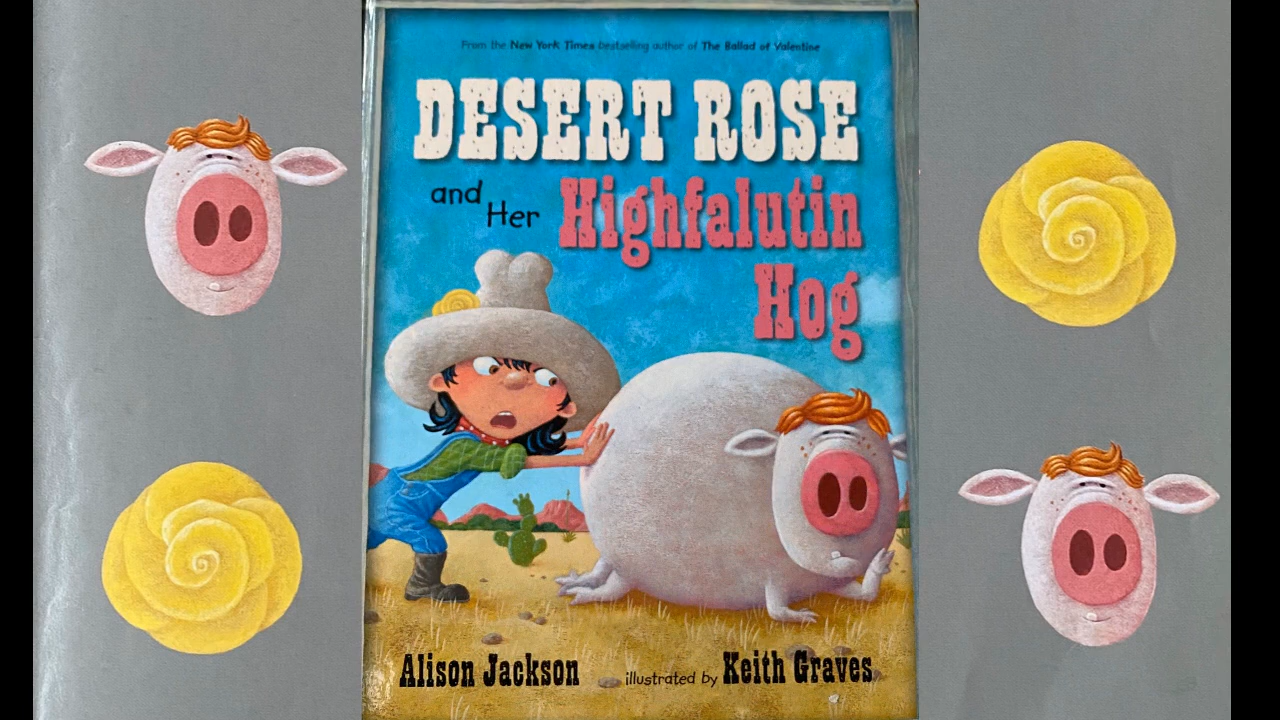 From the New York Times bestselling author of The Ballad of Valentine
DESERT ROSE
and Her Highfalutin
Hog
Alison Jackson illustrated by Keith Graves